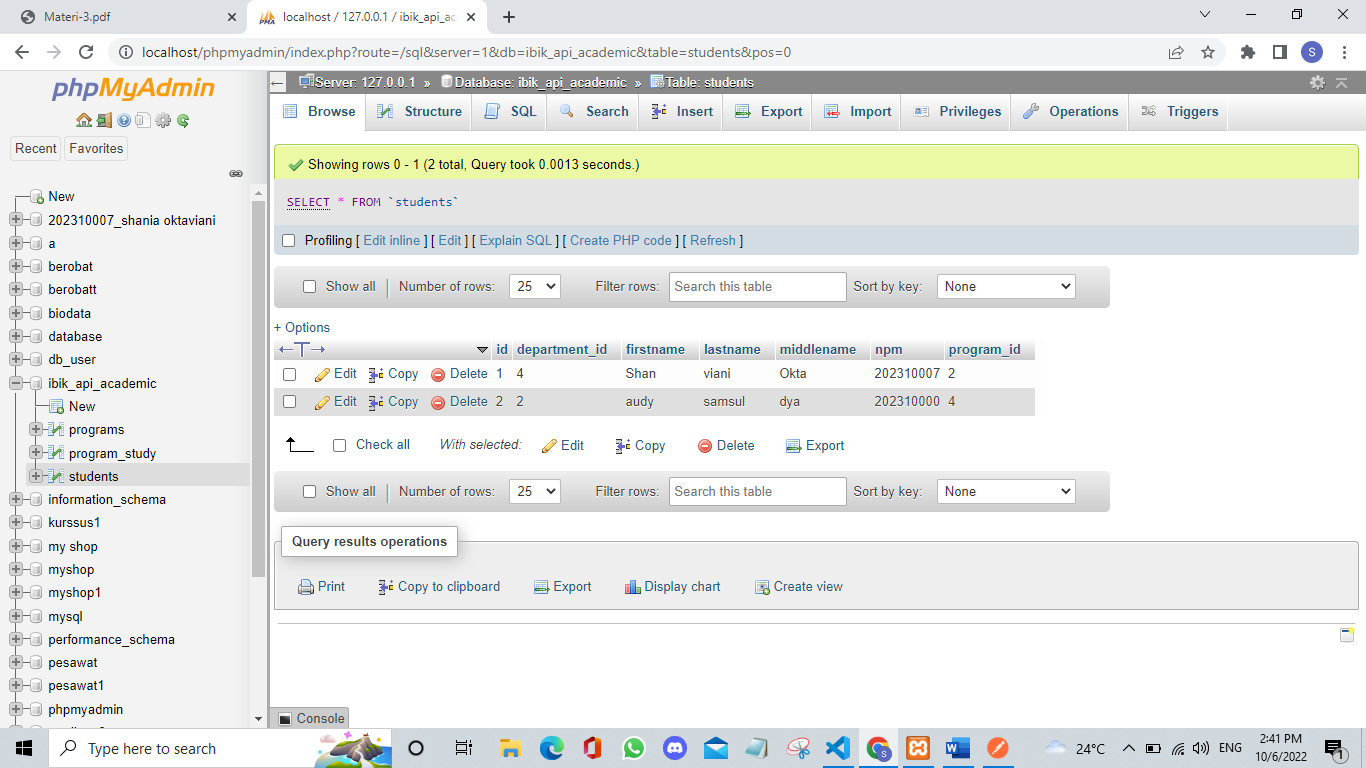 Materi-3.pdf
localhost / 127.0.0.1 / ibik_api_ac
localhost/phpmyadmin/index.php?route=/sql&server=1&db=ibik_api_academic&table=students&pos=0
S
phpMyAdmin
Recent
Favorites
New
202310007_shania oktaviani
a
berobat
berobatt
biodata
database
db_user
ibik_api_academic
New
programs
program_study
students
information_schema
kurssus1
my shop
myshop
myshop1
mysql
performance_schema
pesawat
pesawat1
phpmyadmin
Server: 127.0.0.1 » Database: ibik_api_academic » Table: students
Browse Structure SQL Search Insert Export Import Privileges Operations Triggers
Showing rows 0 - 1 (2 total, Query took 0.0013 seconds.)
SELECT * FROM `students`
Profiling [ Edit inline ] [ Edit ] [ Explain SQL ] [ Create PHP code ] [ Refresh ]
Show all Number of rows: 25 Filter rows: Search this table Sort by key: None
+ Options
id department_id firstname lastname middlename npm program_id
Edit Copy Delete 1 4 Shan viani Okta 202310007 2
Edit Copy Delete 2 2 audy samsul dya 202310000 4
Check all With selected: Edit Copy Delete Export
Show all Number of rows: 25 Filter rows: Search this table Sort by key: None
Query results operations
Print Copy to clipboard Export Display chart Create view
Console
Type here to search
24°C
ENG
2:41 PM
10/6/2022
1